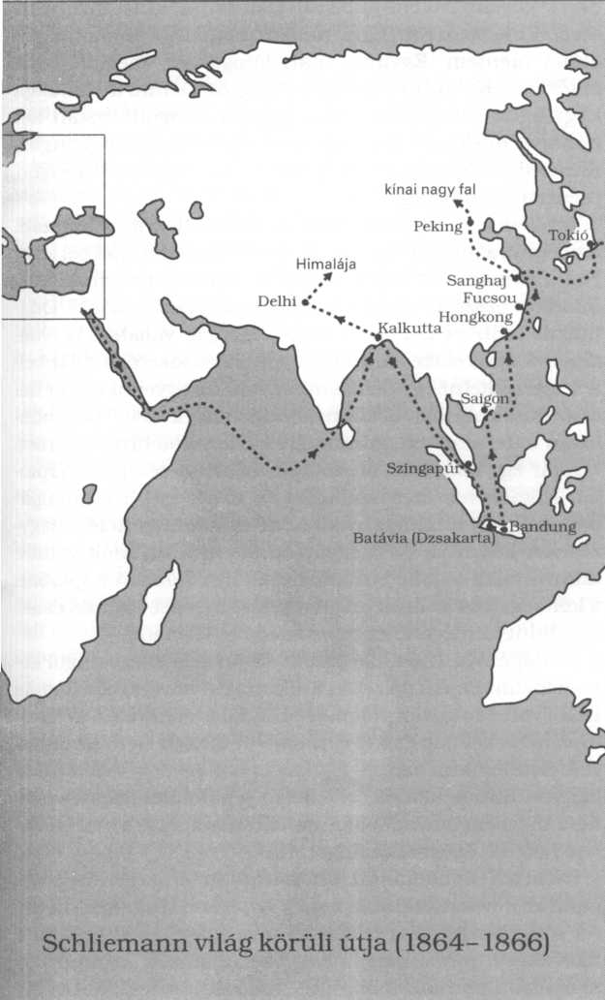 kínai nagy fal
Peking
Tokió
Himalája
Sanghaj
Delhi
Fucsou
Hongkong
Kalkutta
Saigon
Szingapúr
Bandung
Batávia (Dzsakarta)
Schliemann világ körüli útja (1864–1866)